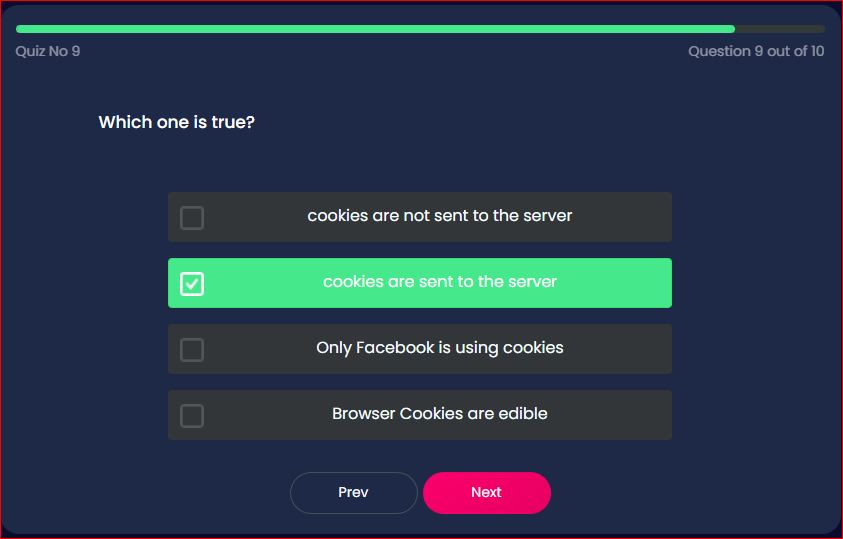 Quiz No 9
Question 9 out of 10
Which one is true?
cookies are not sent to the server
cookies are sent to the server
Only Facebook is using cookies
Browser Cookies are edible
Prev
Next